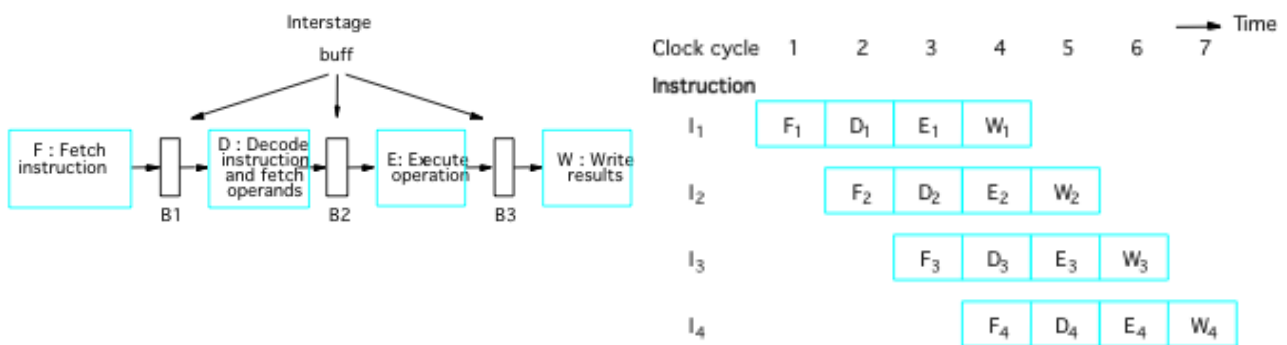 Interstage
buff
F : Fetch
instruction
B1
D : Decode
instruction
and fetch
operands
B2
E: Execute
operation
B3
W : Write
results
Time
Clock cycle 1 2 3 4 5 6 7
Instruction
I1 F1 D1 E1 W1
I2 F2 D2 E2 W2
I3 F3 D3 E3 W3
I4 F4 D4 E4 W4